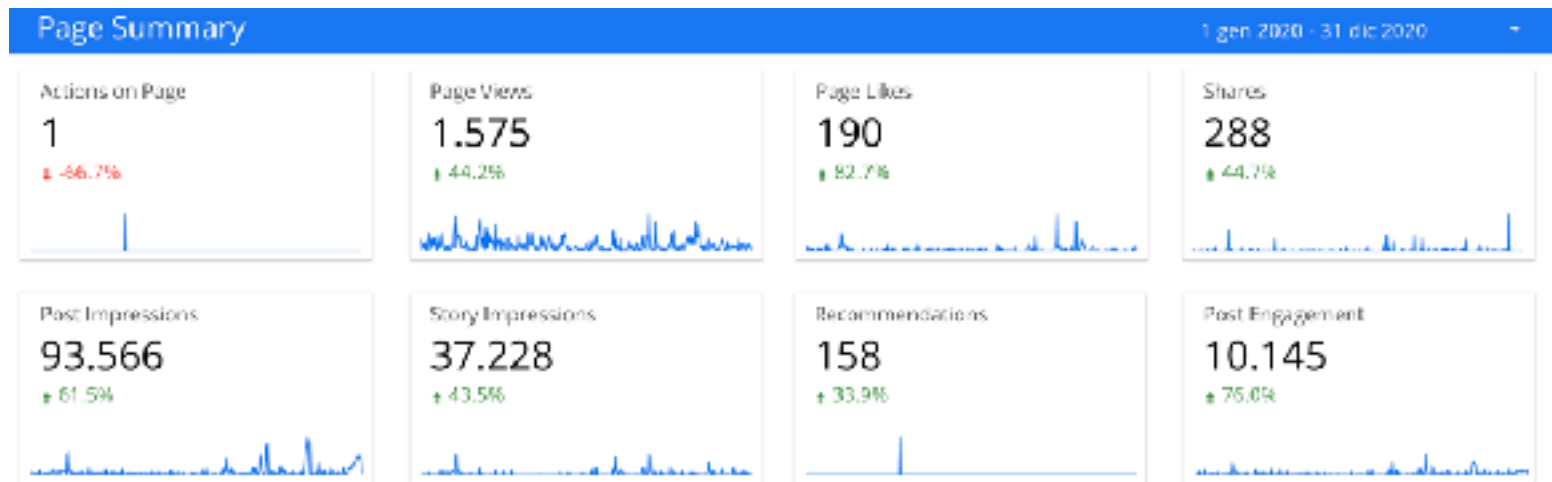 Page Summary
1 gen 2020 - 31 dic 2020
Actions on Page
1
-66.7%
Page Views
1.575
44.2%
Page Likes
190
82.7%
Shares
288
44.7%
Post Impressions
93.566
61.5%
Story Impressions
37.228
43.5%
Recommendations
158
33.9%
Post Engagement
10.145
76.0%